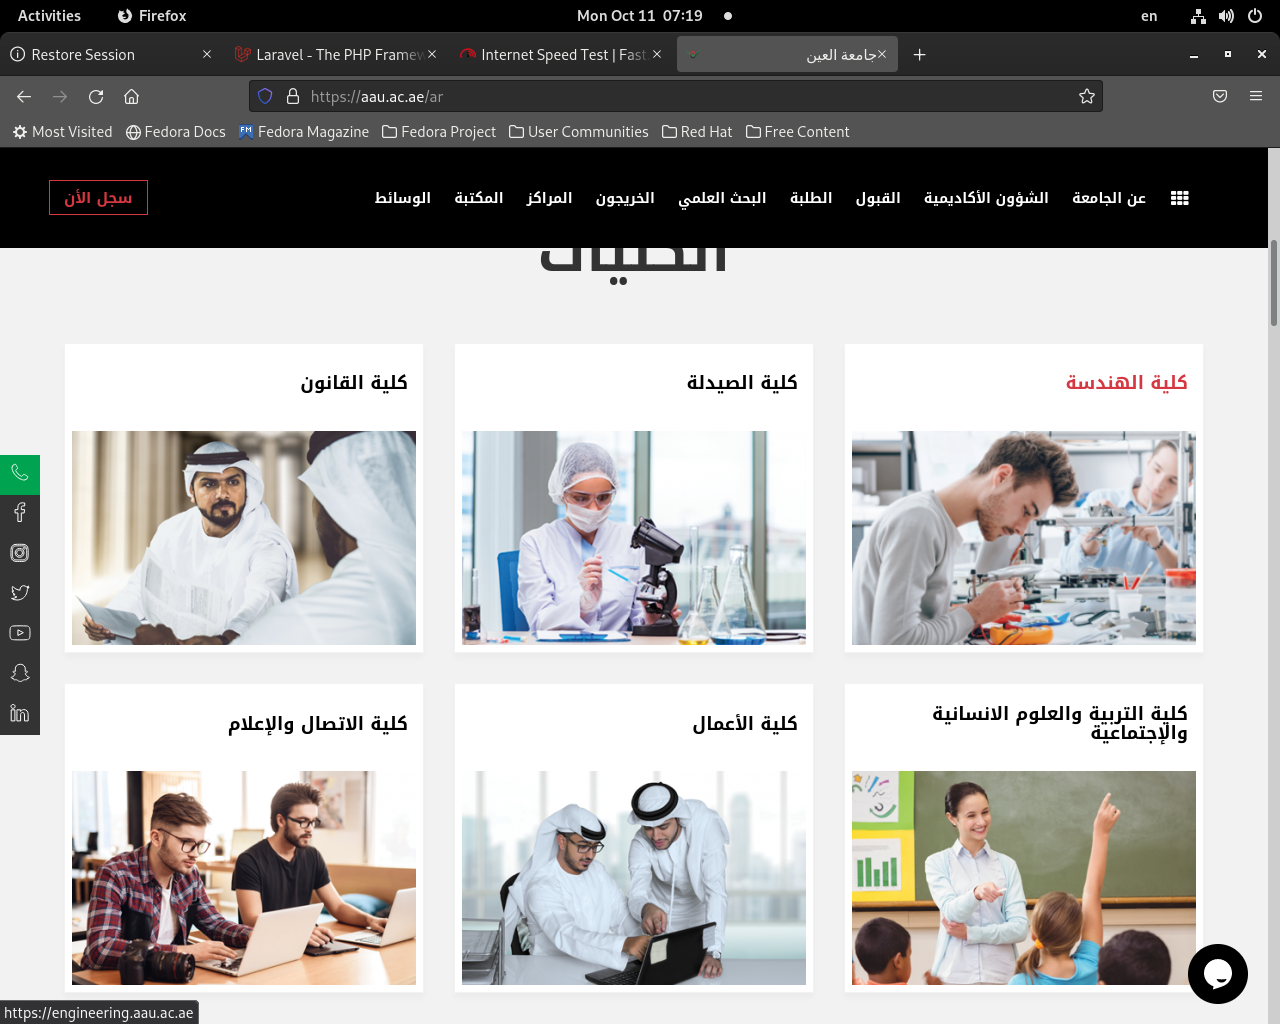 Activities
Firefox
Mon Oct 11 07:19
en
Restore Session
Laravel - The PHP Framew
Internet Speed Test | Fast.
جامعة العين
https://aau.ac.ae/ar
Most Visited
Fedora Docs
Fedora Magazine
Fedora Project
User Communities
Red Hat
Free Content
عن الجامعة
الشؤون الأكاديمية
القبول
الطلبة
البحث العلمي
الخريجون
المراكز
المكتبة
الوسائط
سجل الأن
الكليات
كلية الهندسة
كلية الصيدلة
كلية القانون
كلية التربية والعلوم الانسانية
والإجتماعية
كلية الأعمال
كلية الاتصال والإعلام
https://engineering.aau.ac.ae